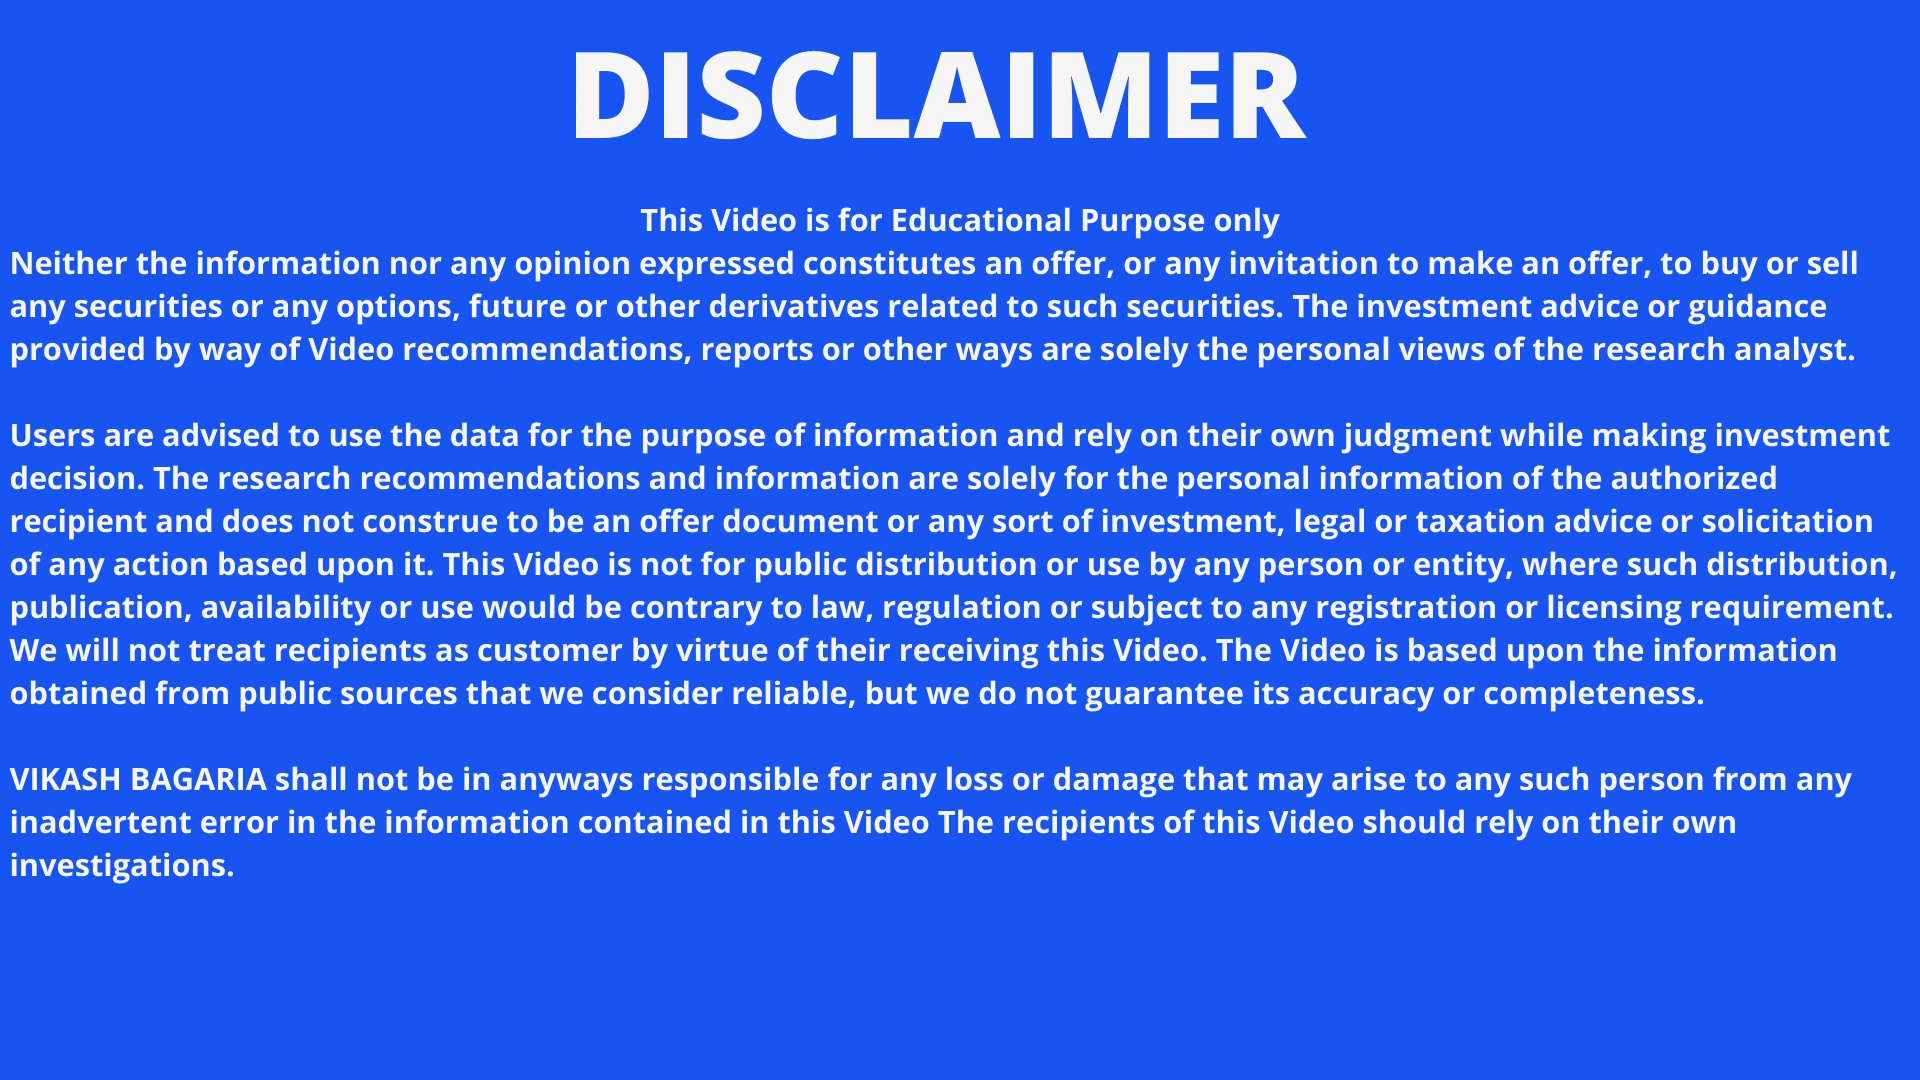 DISCLAIMER
This Video is for Educational Purpose only
Neither the information nor any opinion expressed constitutes an offer, or any invitation to make an offer, to buy or sell
any securities or any options, future or other derivatives related to such securities. The investment advice or guidance
provided by way of Video recommendations, reports or other ways are solely the personal views of the research analyst.
Users are advised to use the data for the purpose of information and rely on their own judgment while making investment
decision. The research recommendations and information are solely for the personal information of the authorized
recipient and does not construe to be an offer document or any sort of investment, legal or taxation advice or solicitation
of any action based upon it. This Video is not for public distribution or use by any person or entity, where such distribution,
publication, availability or use would be contrary to law, regulation or subject to any registration or licensing requirement.
We will not treat recipients as customer by virtue of their receiving this Video. The Video is based upon the information
obtained from public sources that we consider reliable, but we do not guarantee its accuracy or completeness.
VIKASH BAGARIA shall not be in anyways responsible for any loss or damage that may arise to any such person from any
inadvertent error in the information contained in this Video The recipients of this Video should rely on their own
investigations.